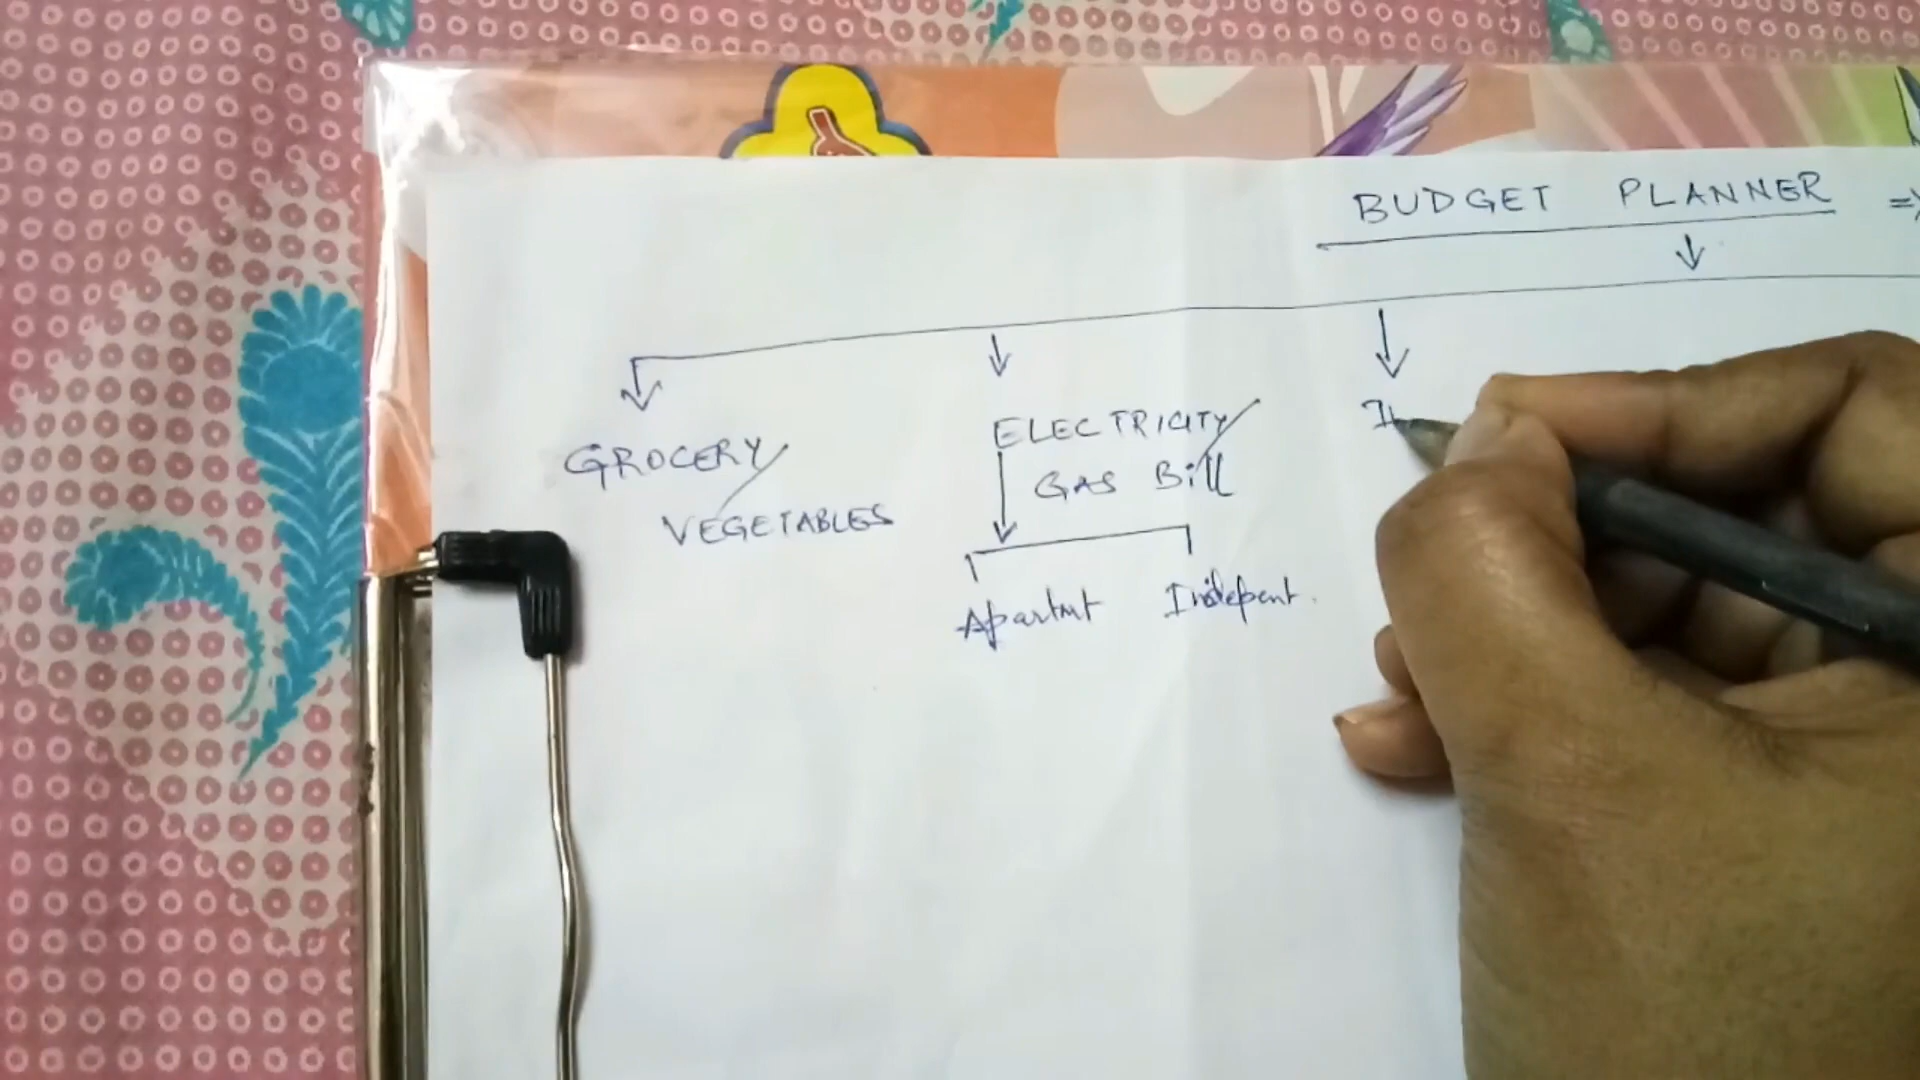 BUDGET PLANNER =>
GROCERY/
VEGETABLES
ELECTRICITY/
GAS Bill
Apartmt Indepent.